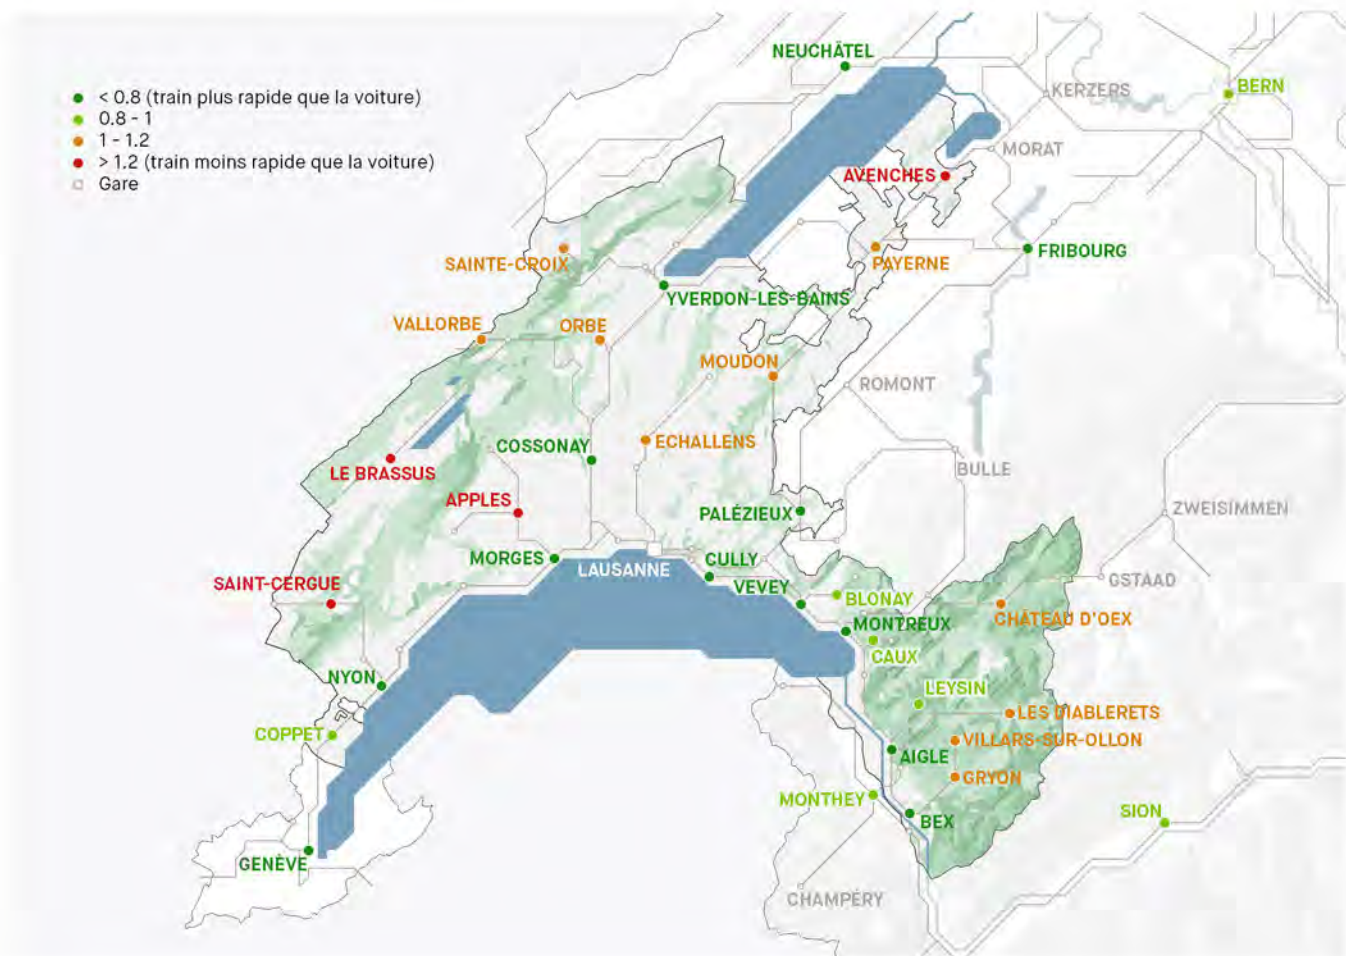 NEUCHÂTEL
BERN
KERZERS
< 0.8 (train plus rapide que la voiture)
0.8 - 1
1 - 1.2
> 1.2 (train moins rapide que la voiture)
Gare
MORAT
AVENCHES
FRIBOURG
SAINTE-CROIX
PAYERNE
YVERDON-LES-BAINS
VALLORBE
ORBE
MOUDON
ROMONT
ECHALLENS
COSSONAY
LE BRASSUS
BULLE
APPLES
PALÉZIEUX
ZWEISIMMEN
MORGES
CULLY
LAUSANNE
SAINT-CERGUE
VEVEY
BLONAY
GSTAAD
CHÂTEAU D'OEX
MONTREUX
CAUX
NYON
LEYSIN
LES DIABLERETS
COPPET
VILLARS-SUR-OLLON
AIGLE
GRYON
MONTHEY
BEX
SION
GENÈVE
CHAMPÉRY